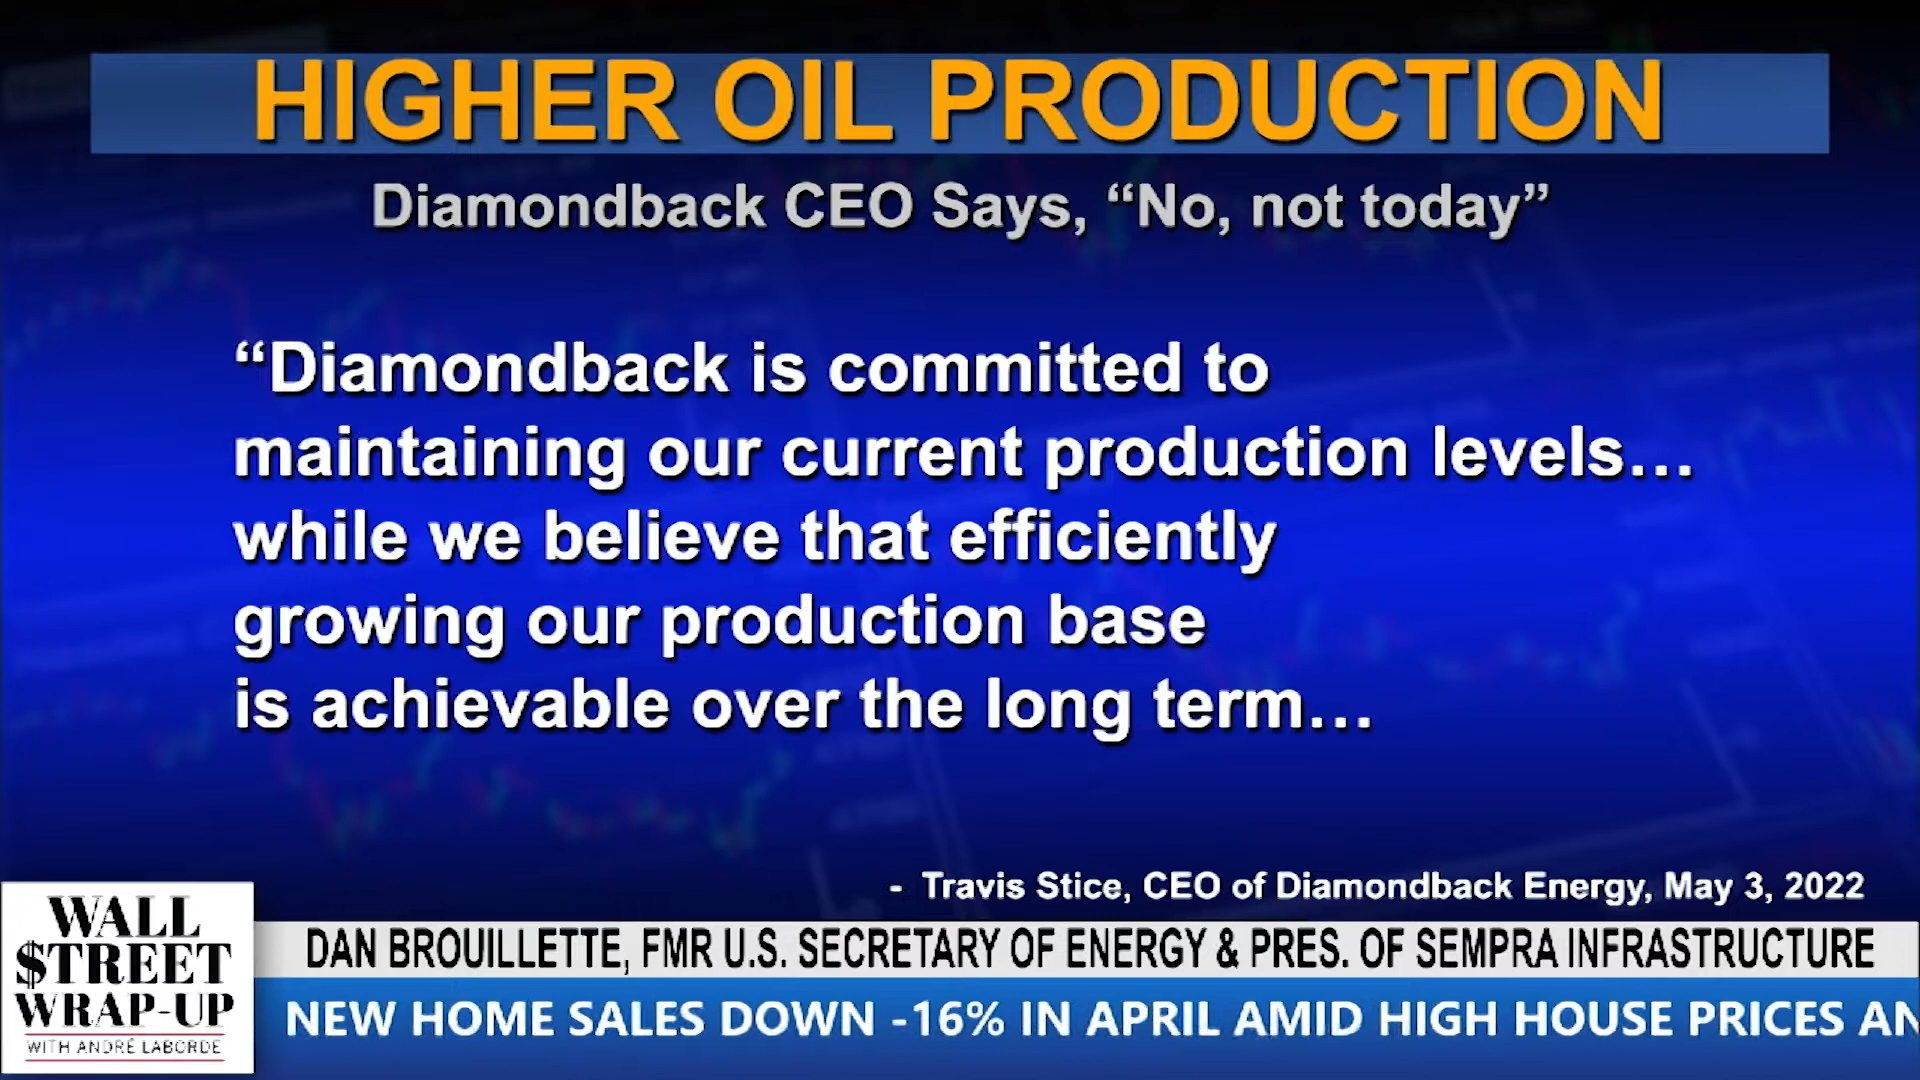 HIGHER OIL PRODUCTION
Diamondback CEO Says, “No, not today”
“Diamondback is committed to
maintaining our current production levels…
while we believe that efficiently
growing our production base
is achievable over the long term…
- Travis Stice, CEO of Diamondback Energy, May 3, 2022
WALL
$TREET
WRAP-UP
WITH ANDRÉ LABORDE
DAN BROUILLETTE, FMR U.S. SECRETARY OF ENERGY & PRES. OF SEMPRA INFRASTRUCTURE
NEW HOME SALES DOWN -16% IN APRIL AMID HIGH HOUSE PRICES AN